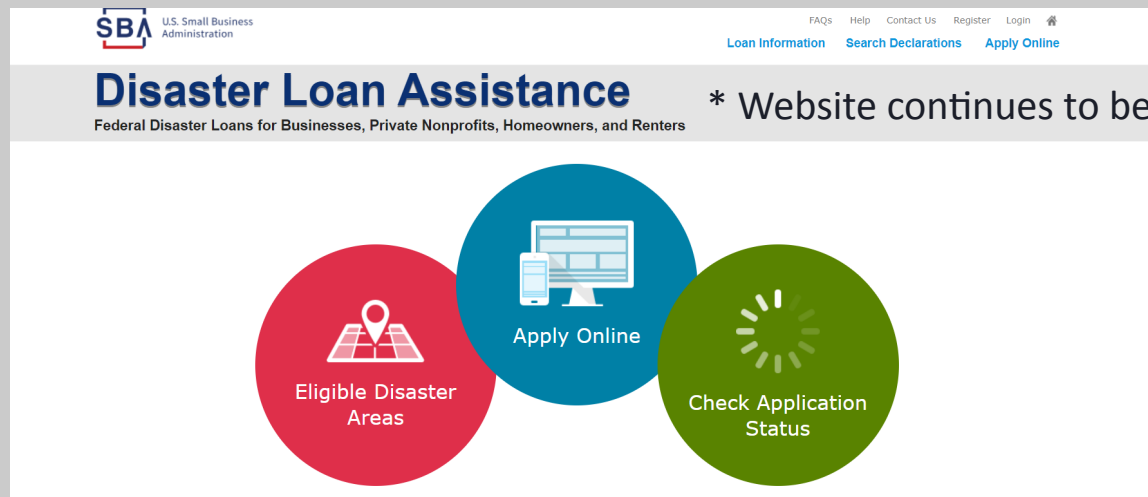 SBA U.S. Small Business
Administration
FAQs Help Contact Us Register Login
Loan Information Search Declarations Apply Online
Disaster Loan Assistance
Federal Disaster Loans for Businesses, Private Nonprofits, Homeowners, and Renters
* Website continues to be
Apply Online
Eligible Disaster
Areas
Check Application
Status